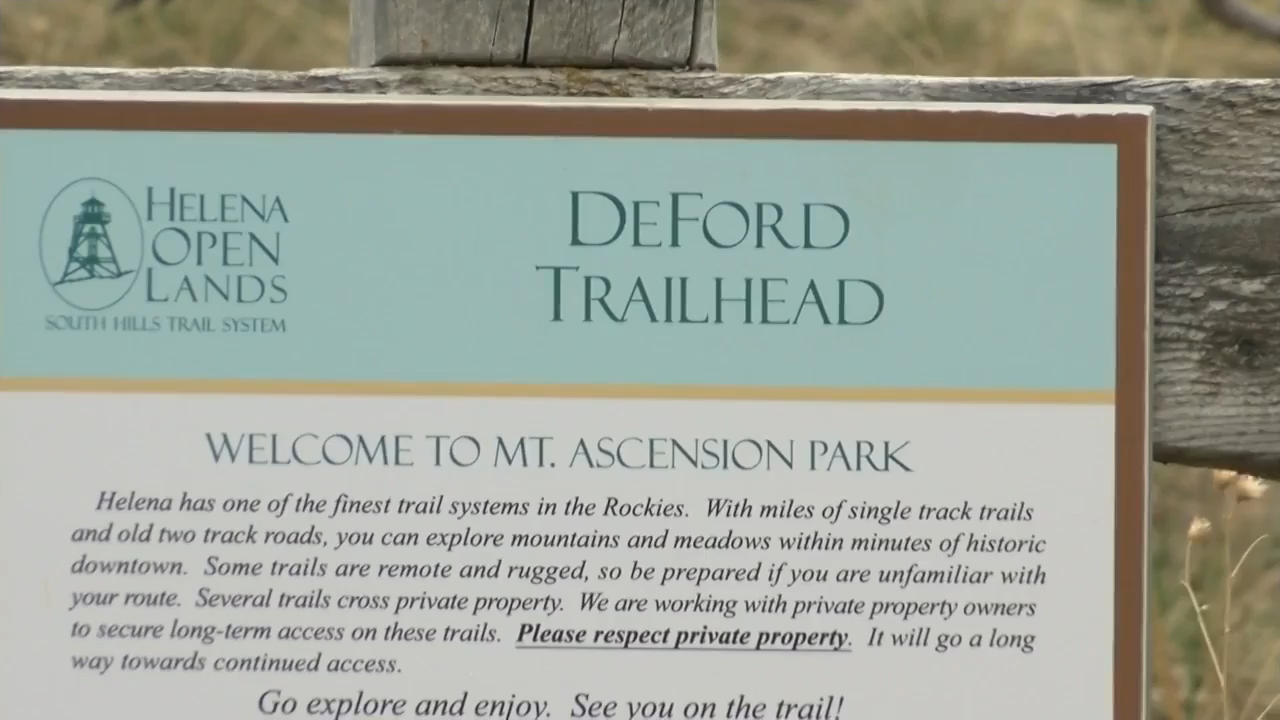 HELENA
OPEN
LANDS
SOUTH HILLS TRAIL SYSTEM
DEFORD
TRAILHEAD
WELCOME TO MT. ASCENSION PARK
Helena has one of the finest trail systems in the Rockies. With miles of single track trails
and old two track roads, you can explore mountains and meadows within minutes of historic
downtown. Some trails are remote and rugged, so be prepared if you are unfamiliar with
your route. Several trails cross private property. We are working with private property owners
to secure long-term access on these trails. Please respect private property. It will go a long
way towards continued access.
Go explore and enjoy. See you on the trail!